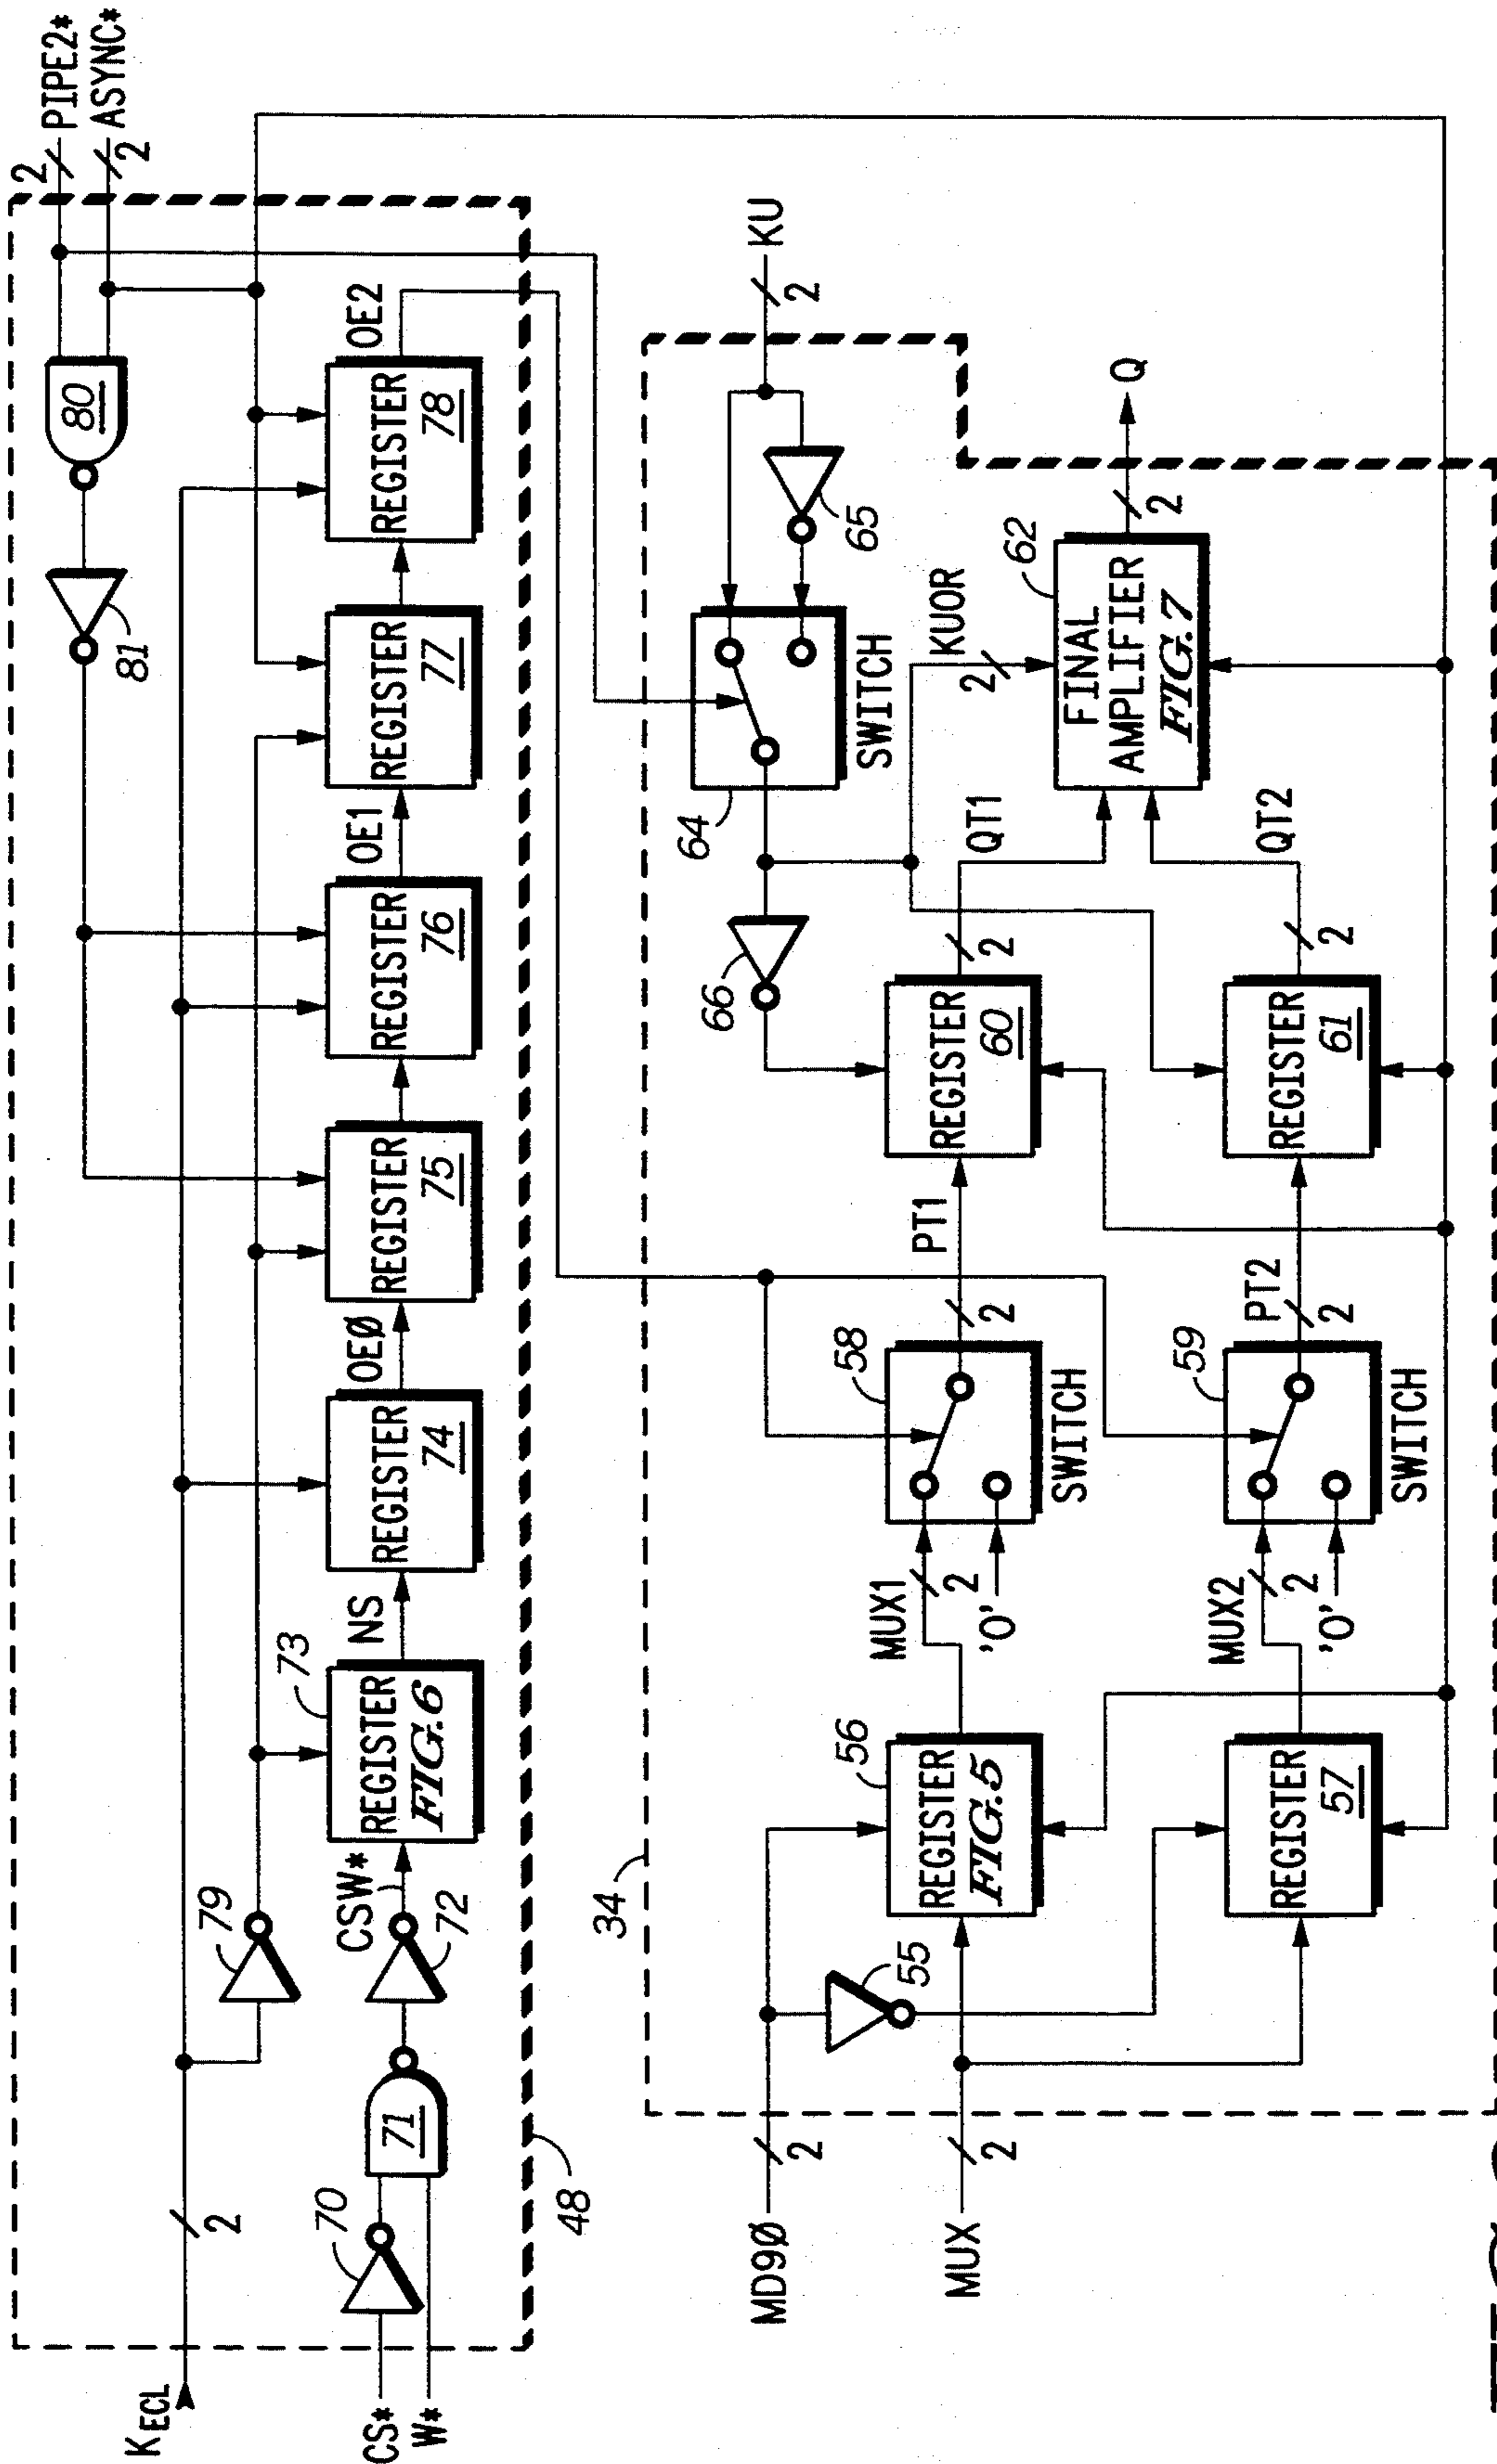 K_ECL
2
CS*
W*
70
71
72
CSW*
79
73
REGISTER
FIG.6
NS
REGISTER
74
OEØ
REGISTER
75
REGISTER
76
OE1
REGISTER
77
REGISTER
78
OE2
81
80
2
PIPE2*
ASYNC*
2
48
34
MD9Ø
2
MUX
2
55
56
REGISTER
FIG.5
REGISTER
57
MUX1
2
'0'
MUX2
2
'0'
58
SWITCH
59
SWITCH
PT1
2
PT2
2
66
REGISTER
60
REGISTER
61
2
QT1
2
QT2
64
SWITCH
65
KU
2
KUOR
2
62
FINAL
AMPLIFIER
FIG.7
2
Q